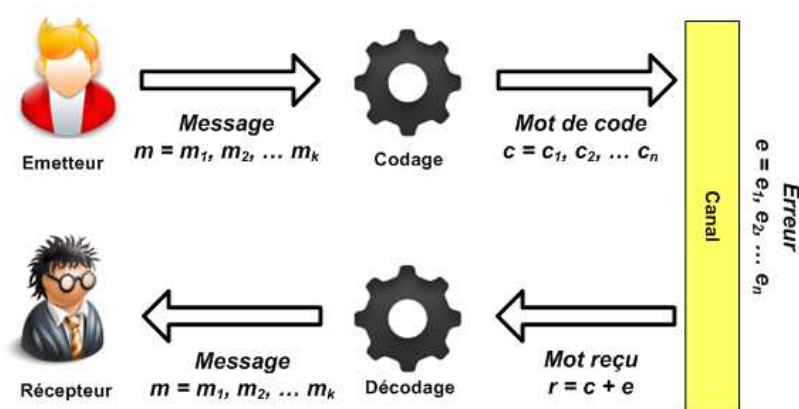 Emetteur
Message
m = m₁, m₂, … mₖ
Codage
Mot de code
c = c₁, c₂, … cₙ
Canal
Erreur
e = e₁, e₂, … eₙ
Récepteur
Message
m = m₁, m₂, … mₖ
Décodage
Mot reçu
r = c + e